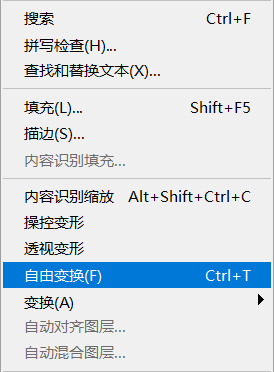 搜索 Ctrl+F
拼写检查(H)...
查找和替换文本(X)...
填充(L)... Shift+F5
描边(S)...
内容识别填充...
内容识别缩放 Alt+Shift+Ctrl+C
操控变形
透视变形
自由变换(F) Ctrl+T
变换(A)
自动对齐图层...
自动混合图层...